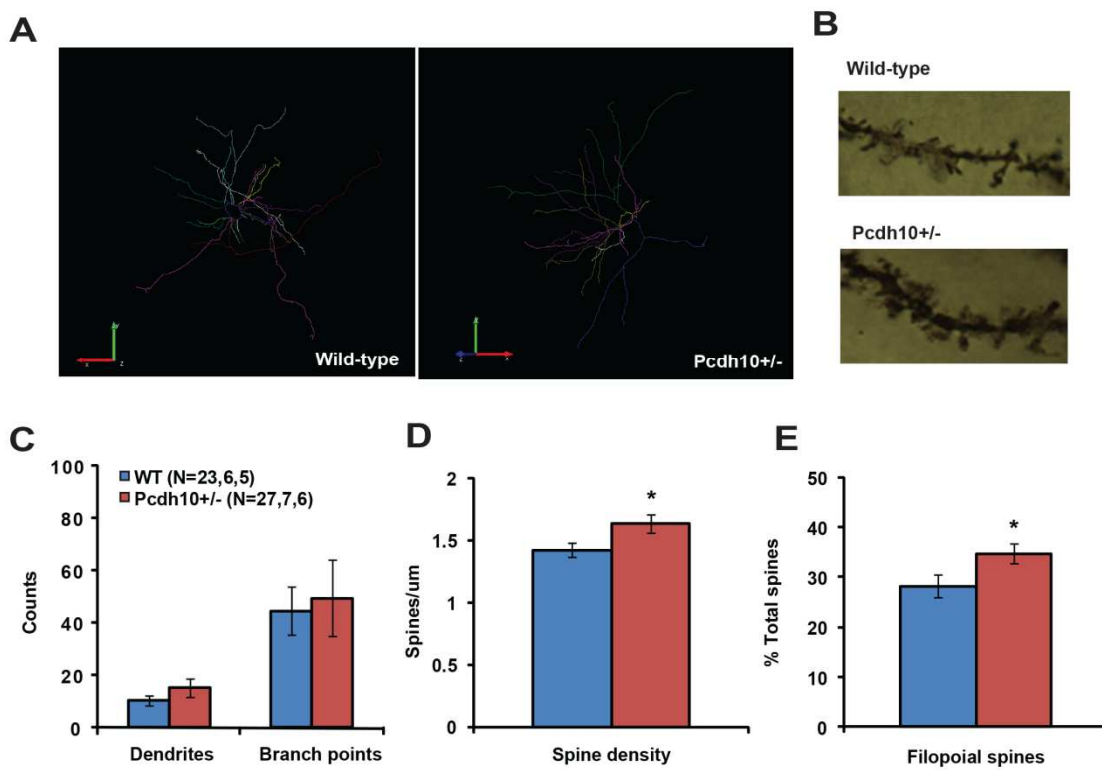 A
B
Wild-type
Wild-type
Pcdh10+/-
Pcdh10+/-
C
100
80
60
40
20
0
Counts
WT (N=23,6,5)
Pcdh10+/- (N=27,7,6)
Dendrites
Branch points
D
2
1.5
1
0.5
0
Spines/um
*
Spine density
E
50
40
30
20
10
0
% Total spines
*
Filopoial spines